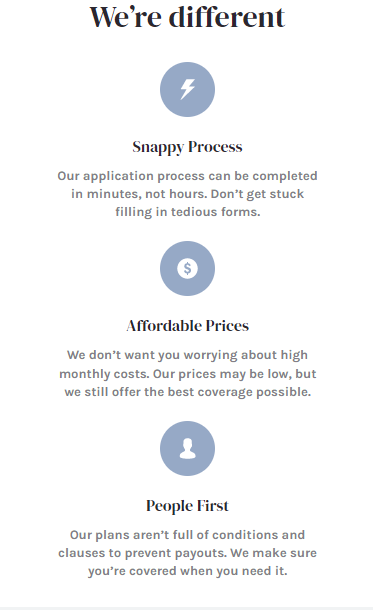 We’re different
Snappy Process
Our application process can be completed
in minutes, not hours. Don’t get stuck
filling in tedious forms.
$
Affordable Prices
We don’t want you worrying about high
monthly costs. Our prices may be low, but
we still offer the best coverage possible.
People First
Our plans aren’t full of conditions and
clauses to prevent payouts. We make sure
you’re covered when you need it.